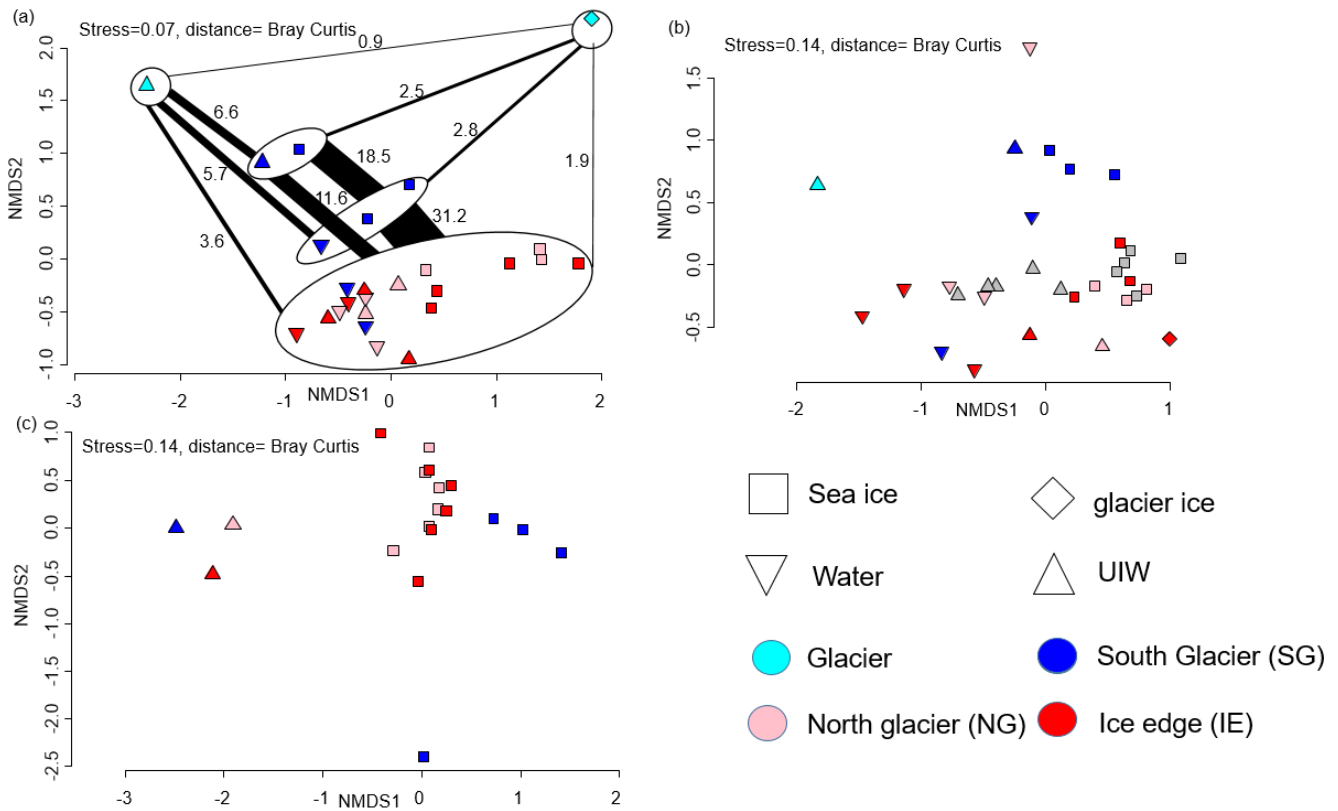 (a)
Stress=0.07, distance= Bray Curtis
0.9
6.6
2.5
2.8
18.5
5.7
11.6
1.9
31.2
3.6
NMDS2
2.0
1.5
1.0
0.5
0.0
-0.5
-1.0
-3 -2 -1 0 1 2
NMDS1
(b)
Stress=0.14, distance= Bray Curtis
NMDS2
1.5
1.0
0.5
0.0
-0.5
-2 -1 0 1
NMDS1
(c)
Stress=0.14, distance= Bray Curtis
NMDS2
1.0
0.5
0.0
-0.5
-1.0
-1.5
-2.0
-2.5
-3 -2 -1 0 1 2
NMDS1
Sea ice
glacier ice
Water
UIW
Glacier
South Glacier (SG)
North glacier (NG)
Ice edge (IE)